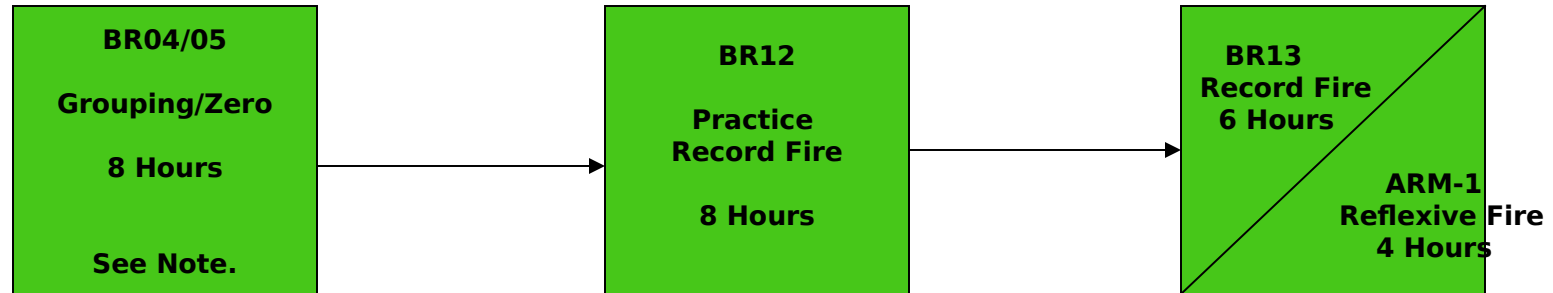 BR04/05
Grouping/Zero
8 Hours
See Note.
BR12
Practice
Record Fire
8 Hours
BR13
Record Fire
6 Hours
ARM-1
Reflexive Fire
4 Hours